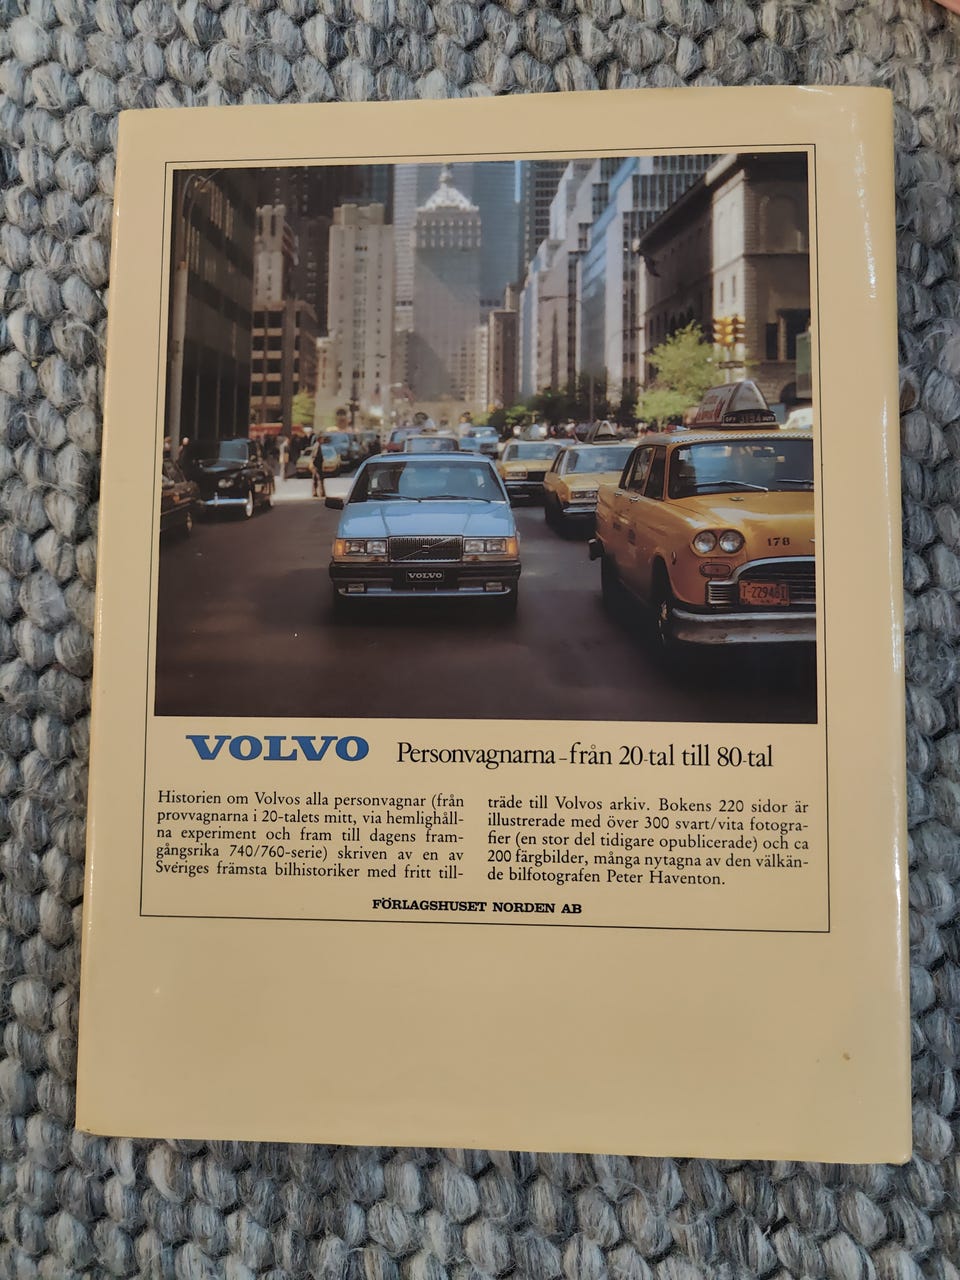 178
T-229481
VOLVO
VOLVO Personvagnarna – från 20-tal till 80-tal
Historien om Volvos alla personvagnar (från
provvagnarna i 20-talets mitt, via hemlighåll-
na experiment och fram till dagens fram-
gångsrika 740/760-serie) skriven av en av
Sveriges främsta bilhistoriker med fritt till-
träde till Volvos arkiv. Bokens 220 sidor är
illustrerade med över 300 svart/vita fotogra-
fier (en stor del tidigare opublicerade) och ca
200 färgbilder, många nytagna av den välkän-
de bilfotografen Peter Haventon.
FÖRLAGSHUSET NORDEN AB